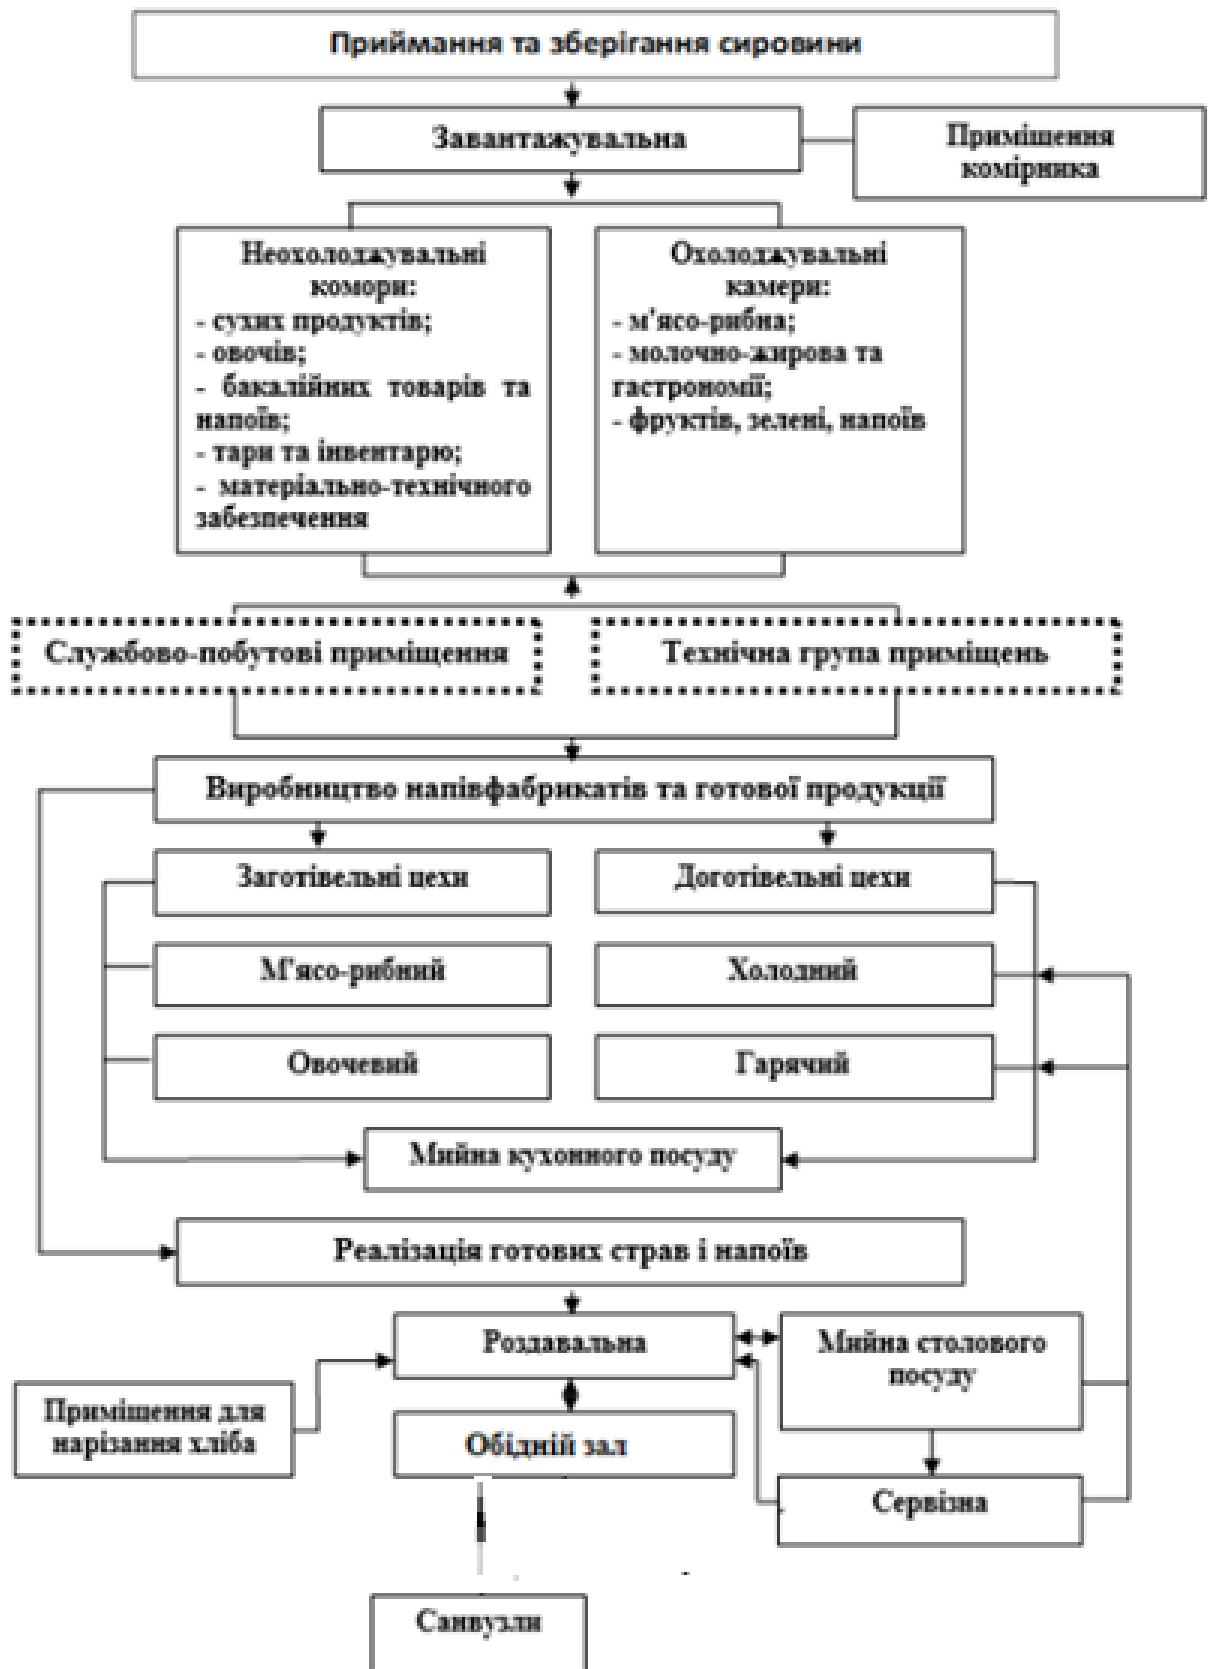 Приймання та зберігання сировини
Завантажувальна
Приміщення
комірника
Неохолоджувальні
комори:
- сухих продуктів;
- овочів;
- бакалійних товарів та
напоїв;
- тари та інвентарю;
- матеріально-технічного
забезпечення
Охолоджувальні
камери:
- м'ясо-рибна;
- молочно-жирова та
гастрономії;
- фруктів, зелені, напоїв
Службово-побутові приміщення
Технічна група приміщень
Виробництво напівфабрикатів та готової продукції
Заготівельні цехи
Доготівельні цехи
М'ясо-рибний
Холодний
Овочевий
Гарячий
Мийна кухонного посуду
Реалізація готових страв і напоїв
Роздавальна
Мийна столового
посуду
Приміщення для
нарізання хліба
Обідній зал
Сервізна
Санвузли